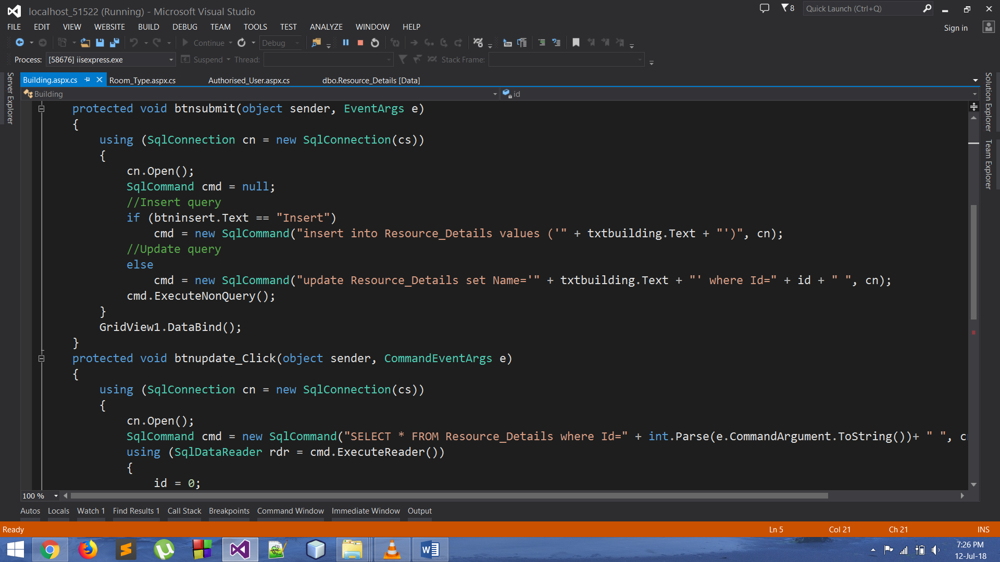 localhost_51522 (Running) - Microsoft Visual Studio
8
Quick Launch (Ctrl+Q)
FILE EDIT VIEW WEBSITE BUILD DEBUG TEAM TOOLS TEST ANALYZE WINDOW HELP
Sign in
Continue
Debug
Process: [58676] iisexpress.exe
Suspend Thread:
Stack Frame:
Server Explorer
Building.aspx.cs Room_Type.aspx.cs Authorised_User.aspx.cs dbo.Resource_Details [Data]
Solution Explorer
Team Explorer
Building
id
protected void btnsubmit(object sender, EventArgs e)
{
using (SqlConnection cn = new SqlConnection(cs))
{
cn.Open();
SqlCommand cmd = null;
//Insert query
if (btninsert.Text == "Insert")
cmd = new SqlCommand("insert into Resource_Details values ('" + txtbuilding.Text + "')", cn);
//Update query
else
cmd = new SqlCommand("update Resource_Details set Name='" + txtbuilding.Text + "' where Id=" + id + " ", cn);
cmd.ExecuteNonQuery();
}
GridView1.DataBind();
}
protected void btnupdate_Click(object sender, CommandEventArgs e)
{
using (SqlConnection cn = new SqlConnection(cs))
{
cn.Open();
SqlCommand cmd = new SqlCommand("SELECT * FROM Resource_Details where Id=" + int.Parse(e.CommandArgument.ToString())+ " ", c
using (SqlDataReader rdr = cmd.ExecuteReader())
{
id = 0;
100 %
Autos Locals Watch 1 Find Results 1 Call Stack Breakpoints Command Window Immediate Window Output
Ready
Ln 5 Col 21 Ch 21 INS
7:26 PM
12-Jul-18